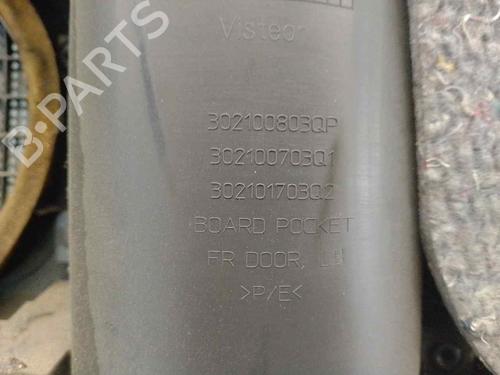 Visteon
302100803QP
302100703Q1
302101703Q2
BOARD POCKET
FR DOOR, LH
>P/E<
B-PARTS